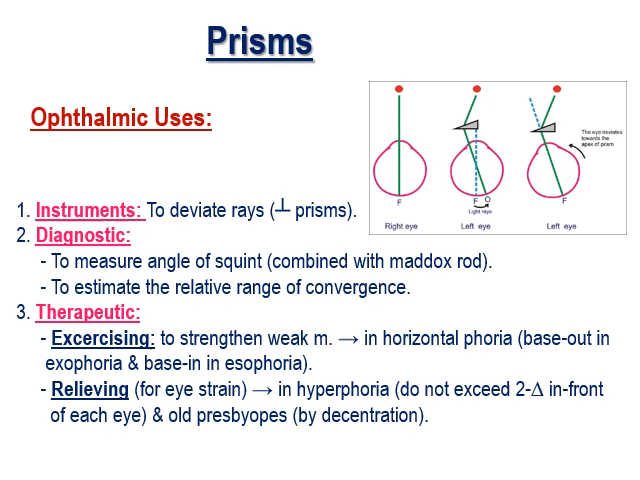 Prisms
Ophthalmic Uses:
The eye deviates
towards the
apex of prism
F
F
O
Light rays
F
Right eye
Left eye
Left eye
1. Instruments: To deviate rays (┴ prisms).
2. Diagnostic:
- To measure angle of squint (combined with maddox rod).
- To estimate the relative range of convergence.
3. Therapeutic:
- Excercising: to strengthen weak m. → in horizontal phoria (base-out in
exophoria & base-in in esophoria).
- Relieving (for eye strain) → in hyperphoria (do not exceed 2-Δ in-front
of each eye) & old presbyopes (by decentration).